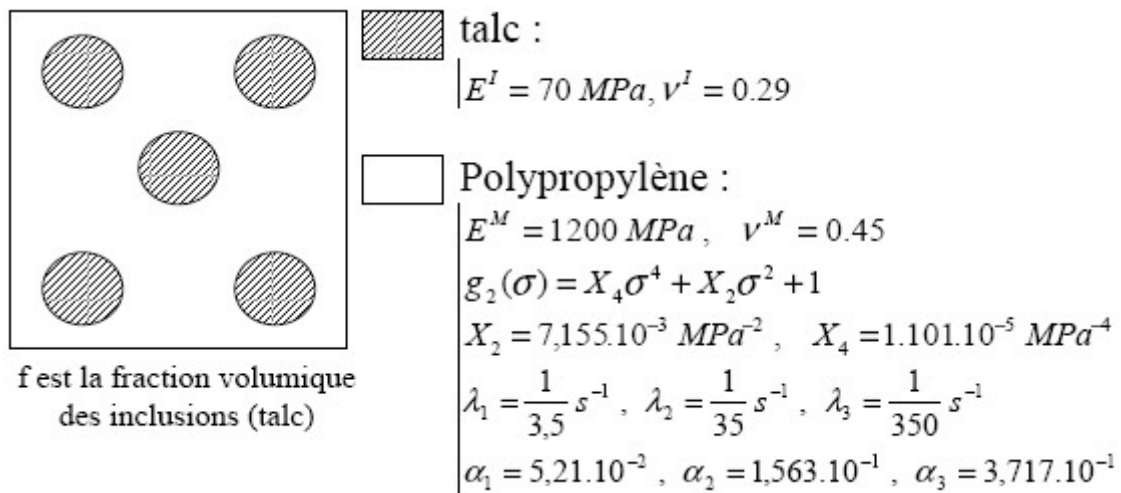 talc :
E^I = 70 MPa, ν^I = 0.29
Polypropylène :
E^M = 1200 MPa , ν^M = 0.45
g_2(σ) = X_4σ^4 + X_2σ^2 + 1
X_2 = 7,155.10^{-3} MPa^{-2} , X_4 = 1.101.10^{-5} MPa^{-4}
λ_1 = 1/3,5 s^{-1} , λ_2 = 1/35 s^{-1} , λ_3 = 1/350 s^{-1}
α_1 = 5,21.10^{-2} , α_2 = 1,563.10^{-1} , α_3 = 3,717.10^{-1}
f est la fraction volumique
des inclusions (talc)